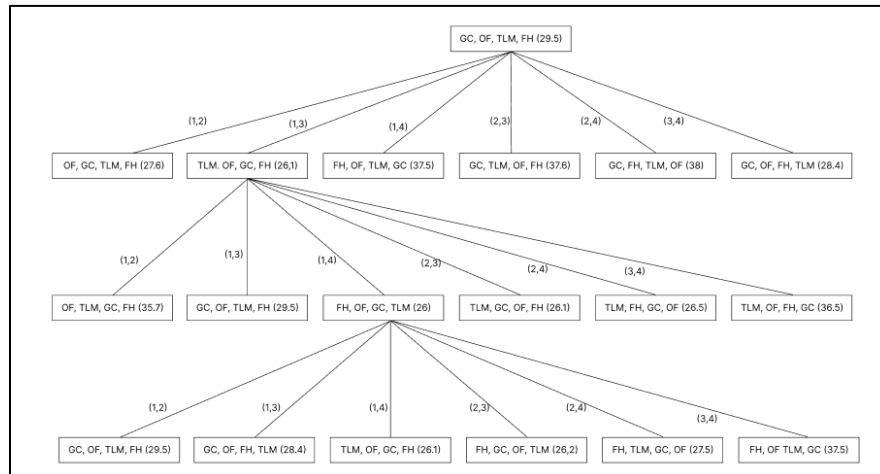 GC, OF, TLM, FH (29.5)
(1,2)
(1,3)
(1,4)
(2,3)
(2,4)
(3,4)
OF, GC, TLM, FH (27.6)
TLM. OF, GC, FH (26,1)
FH, OF, TLM, GC (37.5)
GC, TLM, OF, FH (37.6)
GC, FH, TLM, OF (38)
GC, OF, FH, TLM (28.4)
(1,2)
(1,3)
(1,4)
(2,3)
(2,4)
(3,4)
OF, TLM, GC, FH (35.7)
GC, OF, TLM, FH (29.5)
FH, OF, GC, TLM (26)
TLM, GC, OF, FH (26.1)
TLM, FH, GC, OF (26.5)
TLM, OF, FH, GC (36.5)
(1,2)
(1,3)
(1,4)
(2,3)
(2,4)
(3,4)
GC, OF, TLM, FH (29.5)
GC, OF, FH, TLM (28.4)
TLM, OF, GC, FH (26.1)
FH, GC, OF, TLM (26,2)
FH, TLM, GC, OF (27.5)
FH, OF TLM, GC (37.5)